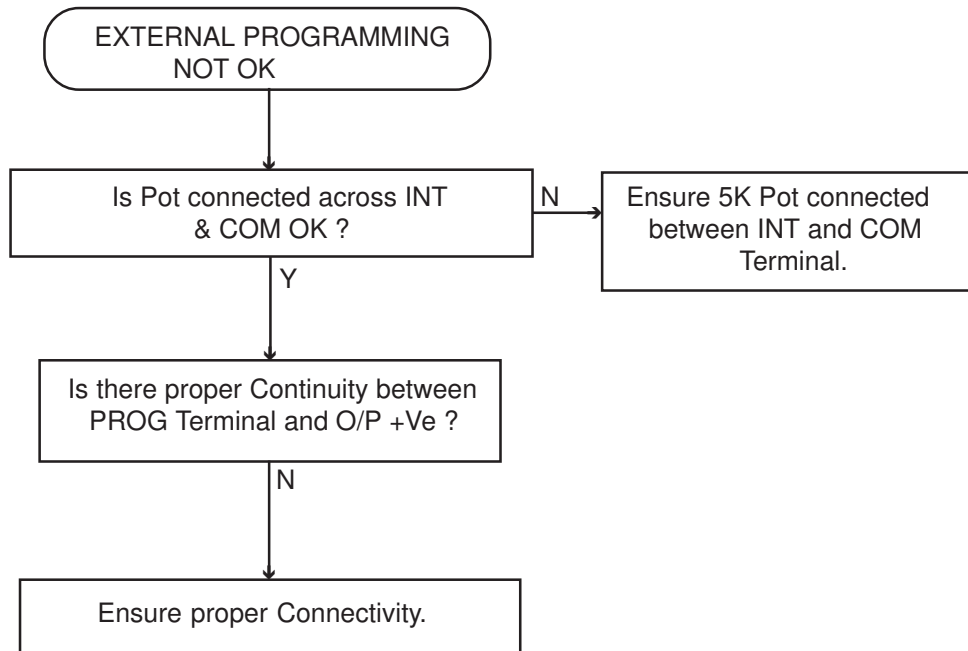 EXTERNAL PROGRAMMING
NOT OK
Is Pot connected across INT
& COM OK ?
N
Ensure 5K Pot connected
between INT and COM
Terminal.
Y
Is there proper Continuity between
PROG Terminal and O/P +Ve ?
N
Ensure proper Connectivity.